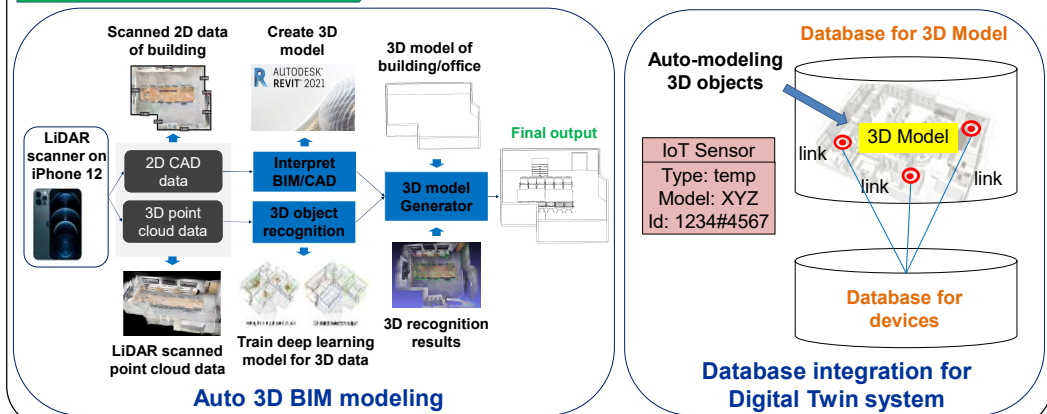 Scanned 2D data
of building
Create 3D
model
3D model of
building/office
AUTODESK
REVIT 2021
Final output
LiDAR
scanner on
iPhone 12
2D CAD
data
Interpret
BIM/CAD
3D model
Generator
3D point
cloud data
3D object
recognition
LiDAR scanned
point cloud data
Train deep learning
model for 3D data
3D recognition
results
Auto 3D BIM modeling
Database for 3D Model
Auto-modeling
3D objects
3D Model
link
link
link
IoT Sensor
Type: temp
Model: XYZ
Id: 1234#4567
Database for
devices
Database integration for
Digital Twin system